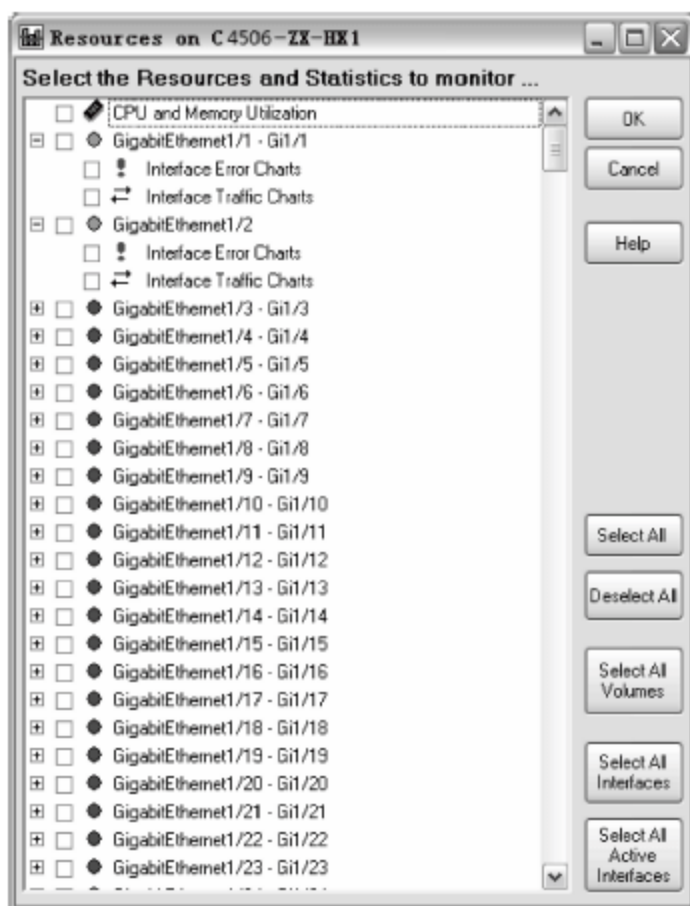 Resources on C4506-ZX-HX1
Select the Resources and Statistics to monitor ...
CPU and Memory Utilization
GigabitEthernet1/1 - Gi1/1
Interface Error Charts
Interface Traffic Charts
GigabitEthernet1/2
Interface Error Charts
Interface Traffic Charts
GigabitEthernet1/3 - Gi1/3
GigabitEthernet1/4 - Gi1/4
GigabitEthernet1/5 - Gi1/5
GigabitEthernet1/6 - Gi1/6
GigabitEthernet1/7 - Gi1/7
GigabitEthernet1/8 - Gi1/8
GigabitEthernet1/9 - Gi1/9
GigabitEthernet1/10 - Gi1/10
GigabitEthernet1/11 - Gi1/11
GigabitEthernet1/12 - Gi1/12
GigabitEthernet1/13 - Gi1/13
GigabitEthernet1/14 - Gi1/14
GigabitEthernet1/15 - Gi1/15
GigabitEthernet1/16 - Gi1/16
GigabitEthernet1/17 - Gi1/17
GigabitEthernet1/18 - Gi1/18
GigabitEthernet1/19 - Gi1/19
GigabitEthernet1/20 - Gi1/20
GigabitEthernet1/21 - Gi1/21
GigabitEthernet1/22 - Gi1/22
GigabitEthernet1/23 - Gi1/23
OK
Cancel
Help
Select All
Deselect All
Select All
Volumes
Select All
Interfaces
Select All
Active
Interfaces